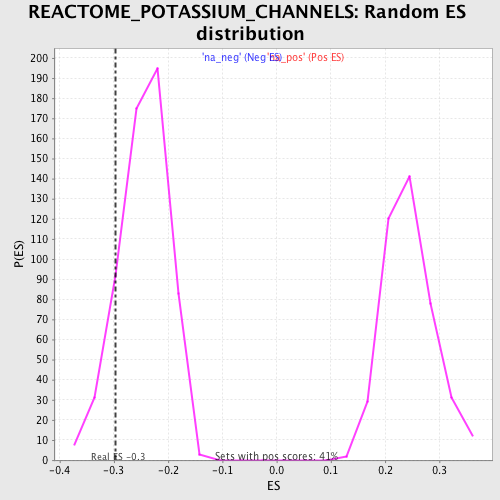 REACTOME_POTASSIUM_CHANNELS: Random ES
distribution
'na_neg' (Neg ES) (Pos ES)
200
190
180
170
160
150
140
130
120
110
100
90
80
70
60
50
40
30
20
10
0
P(ES)
Real ES -0.3
Sets with pos scores: 41%
-0.4 -0.3 -0.2 -0.1 0.0 0.1 0.2 0.3
ES